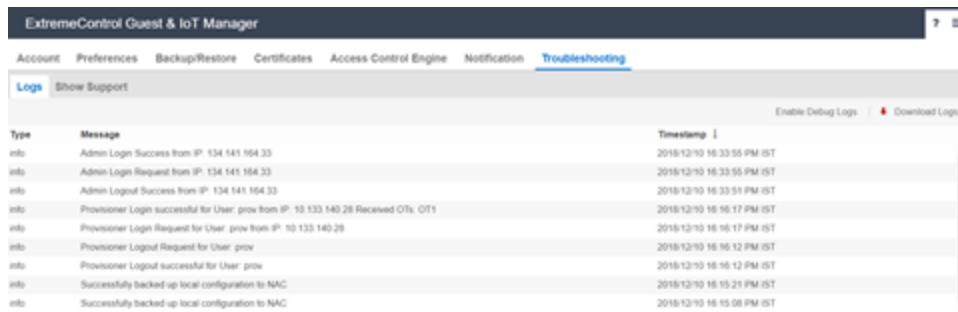 ExtremeControl Guest & IoT Manager ?
Account Preferences Backup/Restore Certificates Access Control Engine Notification Troubleshooting
Logs Show Support
Enable Debug Logs Download Logs
Type Message Timestamp
info Admin Login Success from IP: 134.141.164.33 2018/12/10 16:33:55 PM IST
info Admin Login Request from IP: 134.141.164.33 2018/12/10 16:33:55 PM IST
info Admin Logout Success from IP: 134.141.164.33 2018/12/10 16:33:51 PM IST
info Provisioner Login successful for User: prov from IP: 10.133.140.28 Received OTs: OT1 2018/12/10 16:16:17 PM IST
info Provisioner Login Request for User: prov from IP: 10.133.140.28 2018/12/10 16:16:17 PM IST
info Provisioner Logout Request for User: prov 2018/12/10 16:16:12 PM IST
info Provisioner Logout successful for User: prov 2018/12/10 16:16:12 PM IST
info Successfully backed up local configuration to NAC 2018/12/10 16:15:21 PM IST
info Successfully backed up local configuration to NAC 2018/12/10 16:15:08 PM IST